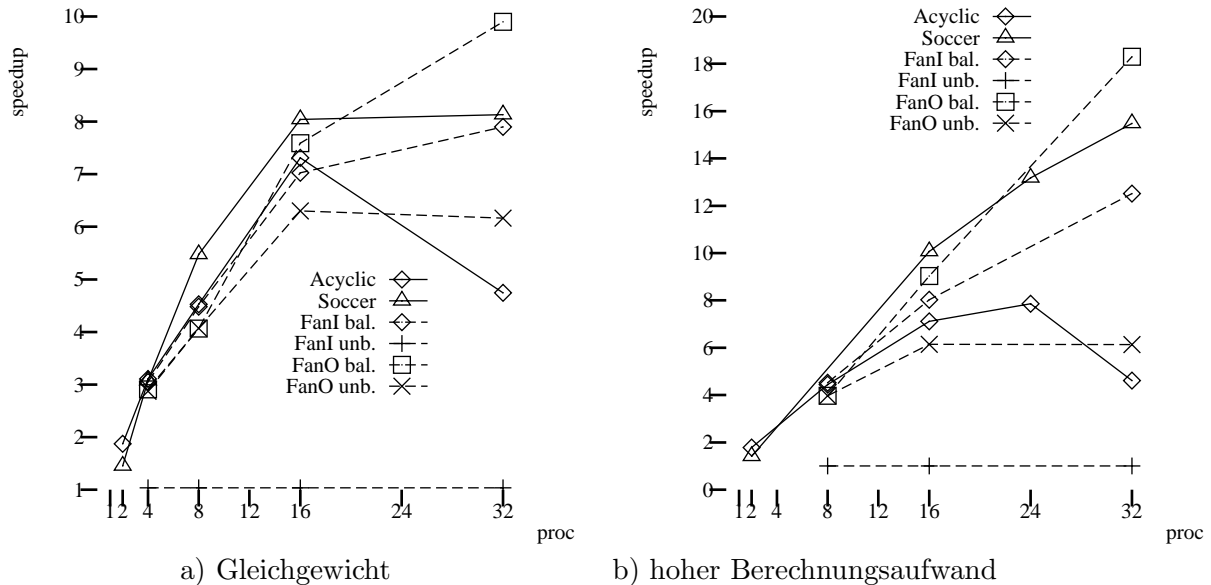 speedup
10
9
8
7
6
5
4
3
2
1
1
2
4
8
12
16
24
32
proc
Acyclic
Soccer
FanI bal.
FanI unb.
FanO bal.
FanO unb.
a) Gleichgewicht
speedup
20
18
16
14
12
10
8
6
4
2
0
1
2
4
8
12
16
24
32
proc
Acyclic
Soccer
FanI bal.
FanI unb.
FanO bal.
FanO unb.
b) hoher Berechnungsaufwand